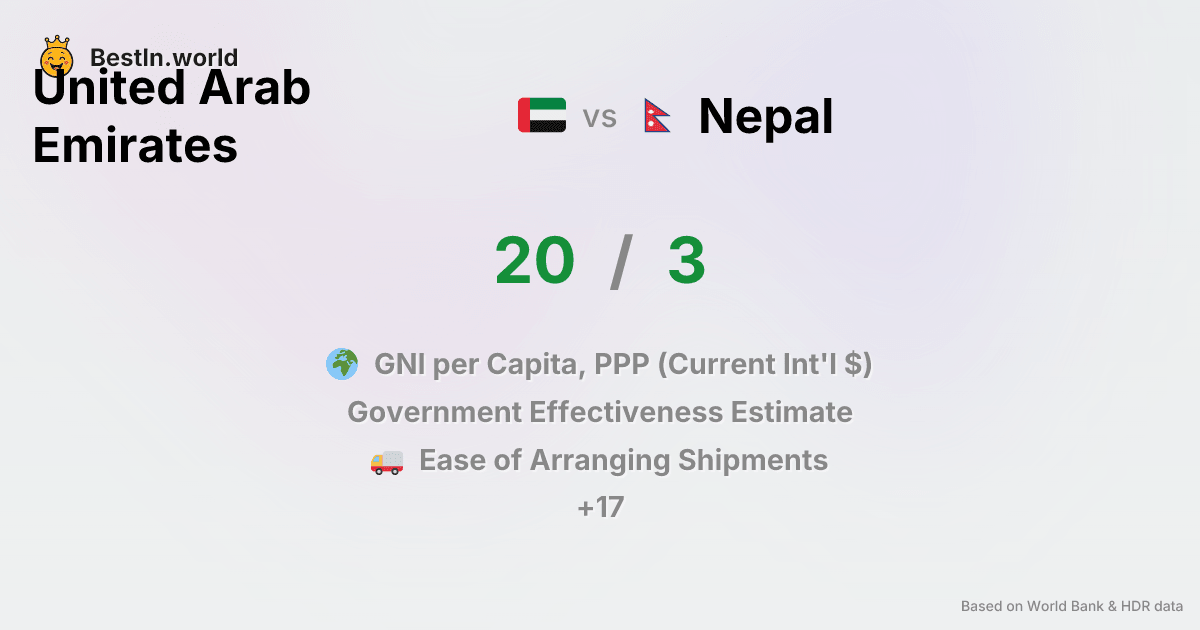 BestIn.world
United Arab
Emirates
vs
Nepal
20 / 3
GNI per Capita, PPP (Current Int'l $)
Government Effectiveness Estimate
Ease of Arranging Shipments
+17
Based on World Bank & HDR data